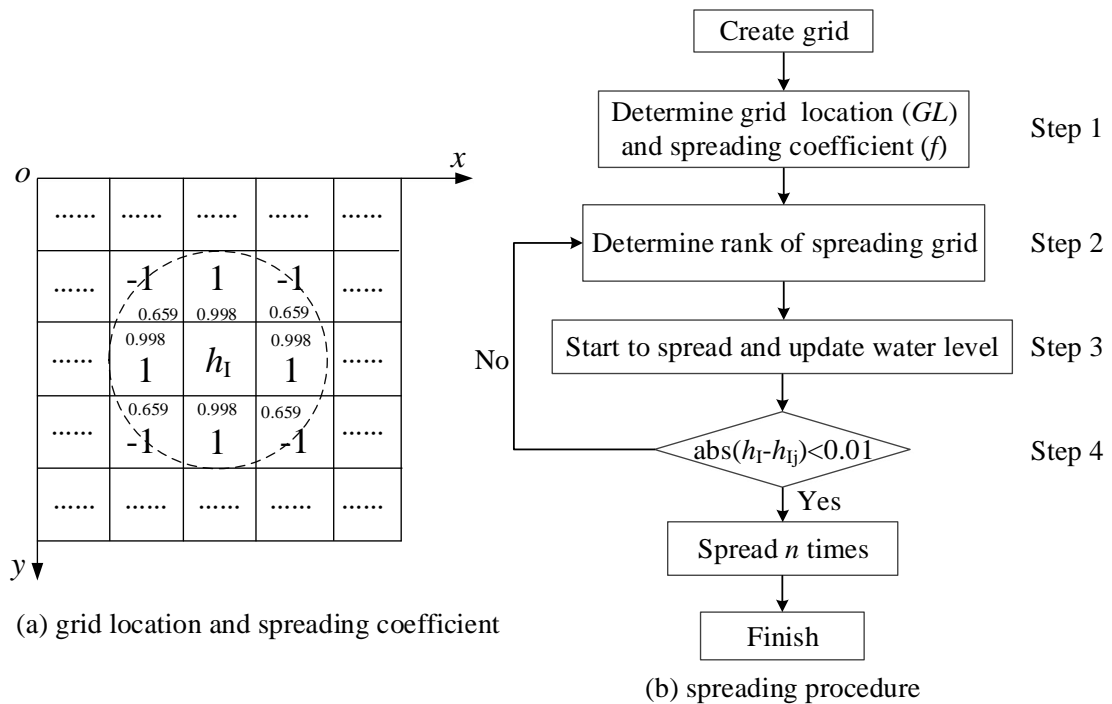 o
x
...... ...... ...... ...... ......
...... -1 1 -1 ......
0.659 0.998 0.659
0.998 0.998
...... 1 h_I 1 ......
0.659 0.998 0.659
...... -1 1 -1 ......
...... ...... ...... ...... ......
y
(a) grid location and spreading coefficient
Create grid
Determine grid location (GL)
and spreading coefficient (f)
Step 1
Determine rank of spreading grid
Step 2
Start to spread and update water level
Step 3
No
abs(h_I-h_Ij)<0.01
Step 4
Yes
Spread n times
Finish
(b) spreading procedure